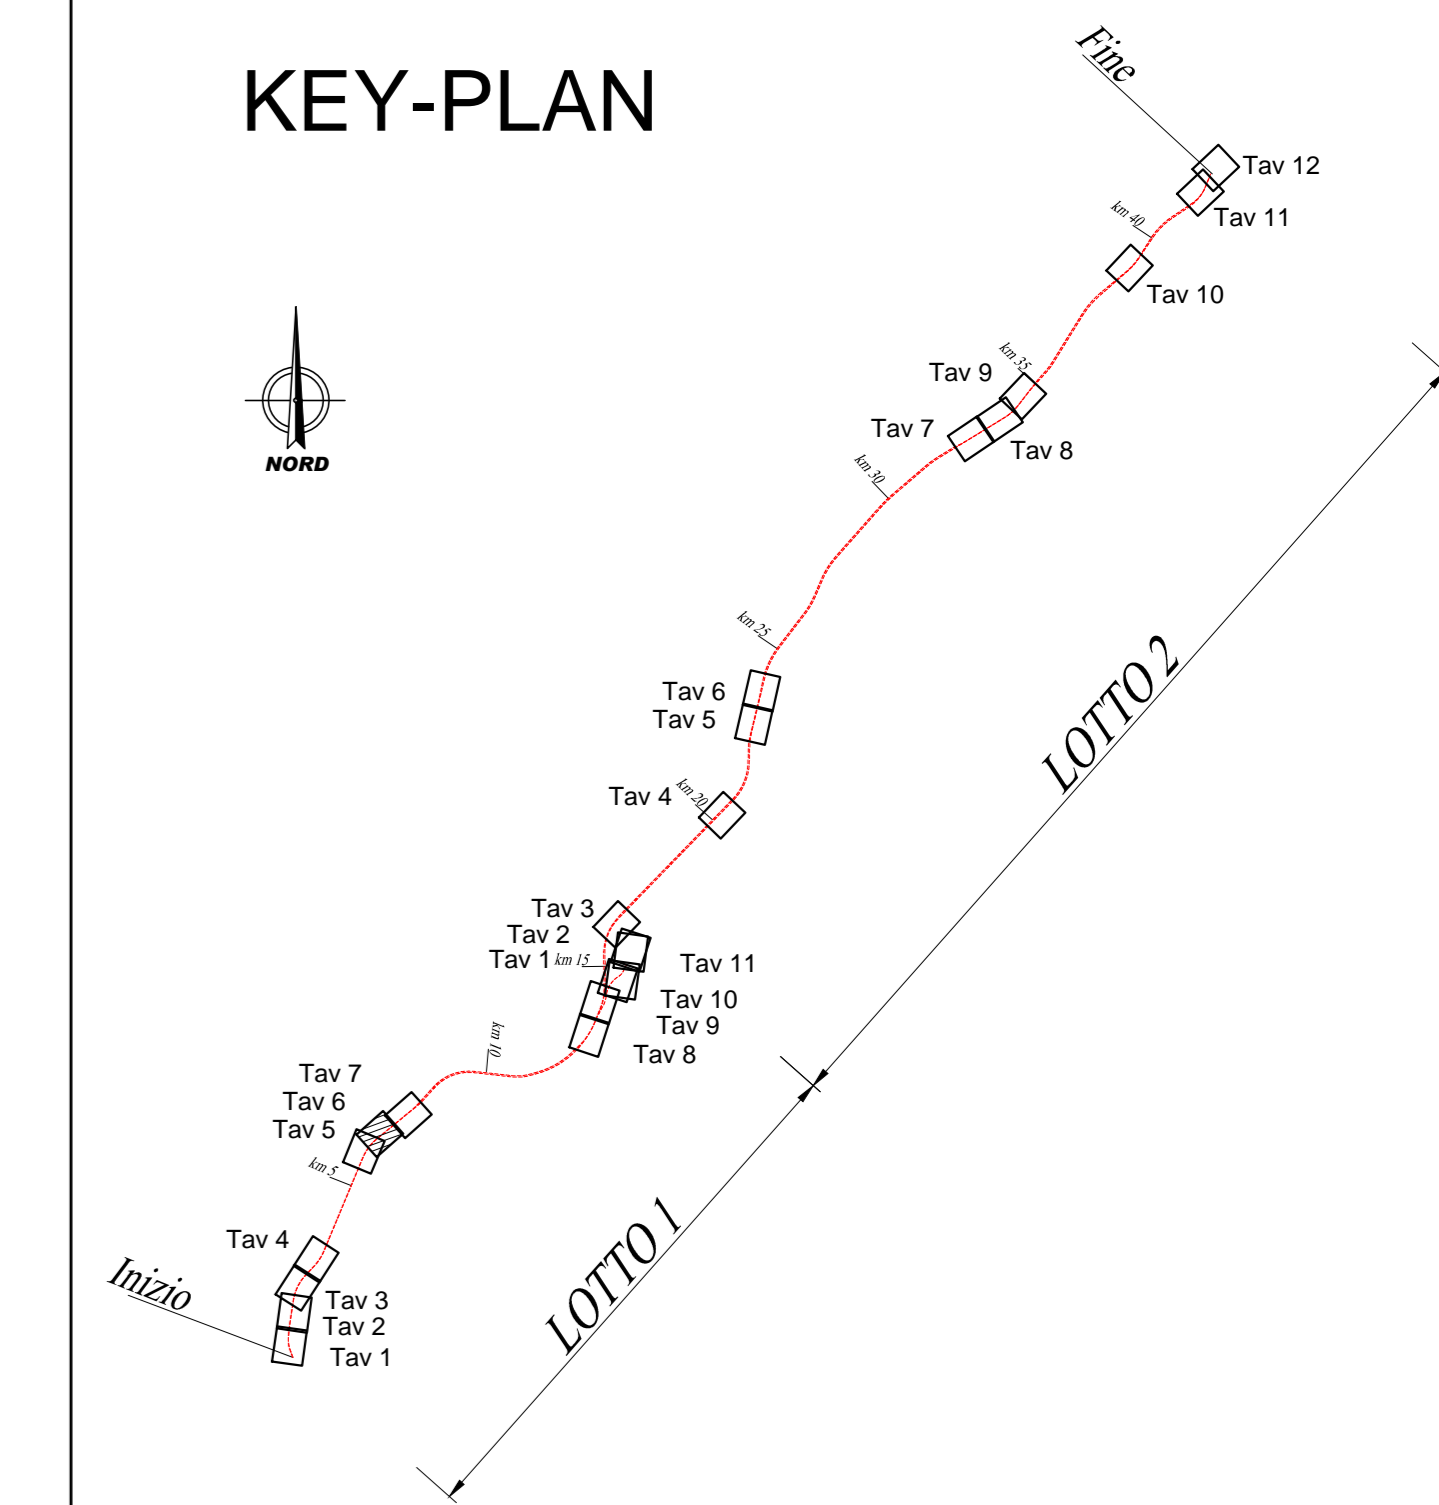 KEY-PLAN
Fine
Tav 12
Tav 11
km 40
Tav 10
km 35
Tav 9
Tav 7
Tav 8
km 30
NORD
km 25
Tav 6
Tav 5
LOTTO 2
km 20
Tav 4
Tav 3
Tav 2
Tav 1
km 15
Tav 11
Tav 10
Tav 9
Tav 8
km 10
Tav 7
Tav 6
Tav 5
km 5
LOTTO 1
Tav 4
Inizio
Tav 3
Tav 2
Tav 1